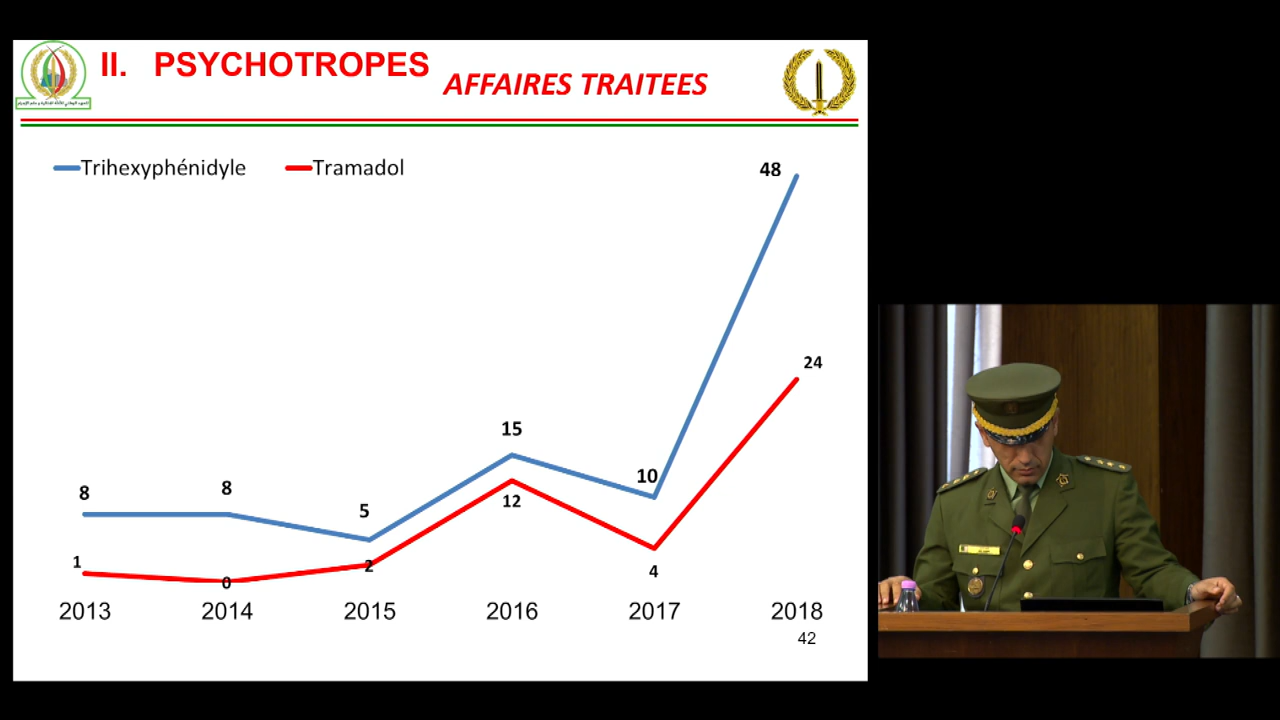 II. PSYCHOTROPES
AFFAIRES TRAITEES
Trihexyphénidyle
Tramadol
48
24
15
10
8
8
5
12
1
0
2
4
2013 2014 2015 2016 2017 2018
42